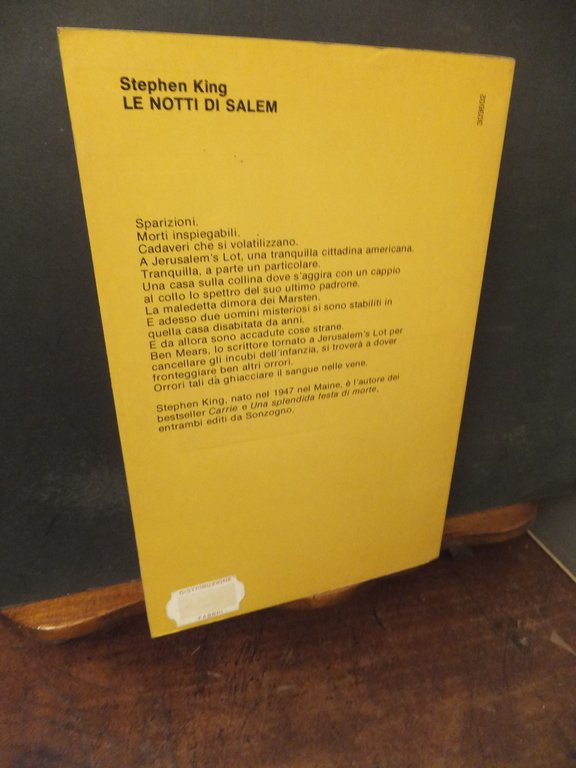 Stephen King
LE NOTTI DI SALEM
303602
Sparizioni.
Morti inspiegabili.
Cadaveri che si volatilizzano.
A Jerusalem's Lot, una tranquilla cittadina americana.
Tranquilla, a parte un particolare.
Una casa sulla collina dove s'aggira con un cappio
al collo lo spettro del suo ultimo padrone.
La maledetta dimora dei Marsten.
E adesso due uomini misteriosi si sono stabiliti in
quella casa disabitata da anni.
E da allora sono accadute cose strane.
Ben Mears, lo scrittore tornato a Jerusalem's Lot per
cancellare gli incubi dell'infanzia, si troverà a dover
fronteggiare ben altri orrori.
Orrori tali da ghiacciare il sangue nelle vene.
Stephen King, nato nel 1947 nel Maine, è l'autore dei
bestseller Carrie e Una splendida festa di morte,
entrambi editi da Sonzogno.
DISTRIBUZIONE
FABBRI